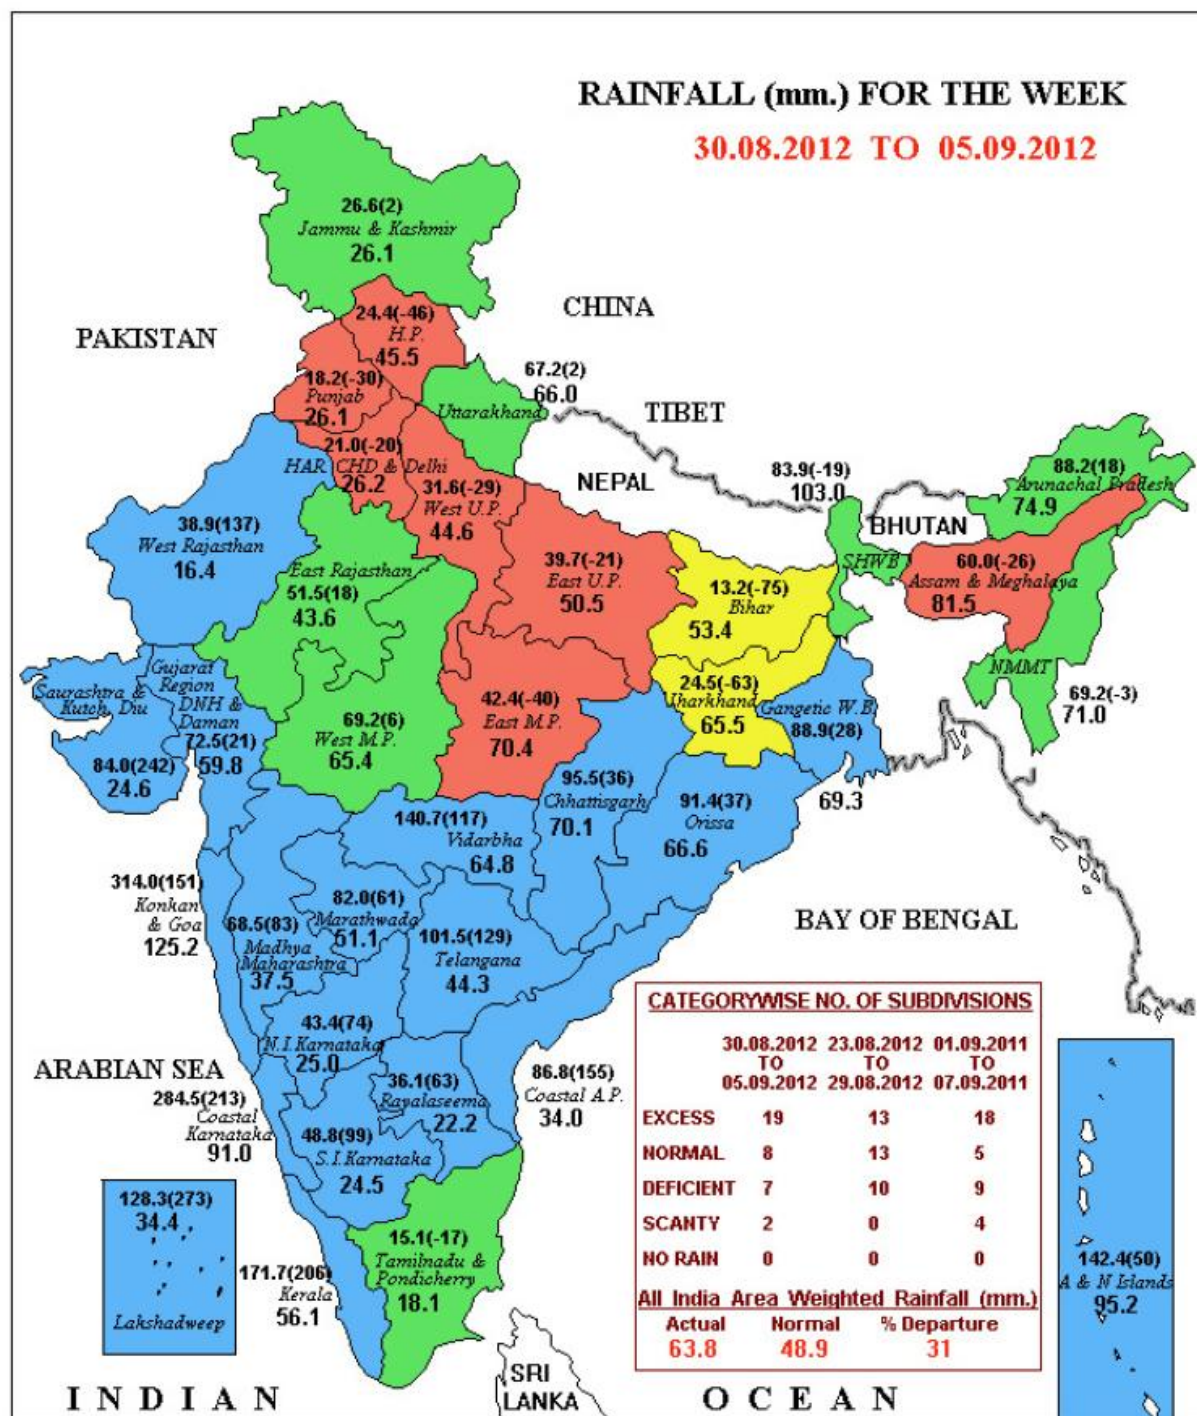 RAINFALL (mm.) FOR THE WEEK
30.08.2012 TO 05.09.2012
26.6(2)
Jammu & Kashmir
26.1
CHINA
PAKISTAN
24.4(-46)
H.P.
45.5
18.2(-30)
Punjab
26.1
67.2(2)
66.0
Uttarakhand
TIBET
21.0(-20)
HAR. CHD & Delhi
26.2
31.6(-29)
West U.P.
44.6
NEPAL
83.9(-19)
103.0
SHWB
BHUTAN
88.2(18)
Arunachal Pradesh
74.9
38.9(137)
West Rajasthan
16.4
East Rajasthan
51.5(18)
43.6
39.7(-21)
East U.P.
50.5
13.2(-75)
Bihar
53.4
60.0(-26)
Assam & Meghalaya
81.5
NMMT
69.2(-3)
71.0
Saurashtra &
Kutch, Diu
84.0(242)
24.6
Gujarat
Region
DNH &
Daman
72.5(21)
59.8
69.2(6)
West M.P.
65.4
42.4(-40)
East M.P.
70.4
24.5(-63)
Jharkhand
65.5
Gangetic W.B.
88.9(28)
69.3
95.5(36)
Chhattisgarh
70.1
91.4(37)
Orissa
66.6
140.7(117)
Vidarbha
64.8
314.0(151)
Konkan
& Goa
125.2
68.5(83)
Madhya
Maharashtra
37.5
82.0(61)
Marathwada
51.1
101.5(129)
Telangana
44.3
BAY OF BENGAL
43.4(74)
N.I.Karnataka
25.0
ARABIAN SEA
284.5(213)
Coastal
Karnataka
91.0
36.1(63)
Rayalaseema
22.2
86.8(155)
Coastal A.P.
34.0
48.8(99)
S.I.Karnataka
24.5
128.3(273)
34.4
Lakshadweep
171.7(206)
Kerala
56.1
15.1(-17)
Tamilnadu &
Pondicherry
18.1
CATEGORYWISE NO. OF SUBDIVISIONS
30.08.2012 23.08.2012 01.09.2011
TO TO TO
05.09.2012 29.08.2012 07.09.2011
EXCESS 19 13 18
NORMAL 8 13 5
DEFICIENT 7 10 9
SCANTY 2 0 4
NO RAIN 0 0 0
All India Area Weighted Rainfall (mm.)
Actual Normal % Departure
63.8 48.9 31
142.4(50)
A & N Islands
95.2
SRI
LANKA
INDIAN OCEAN